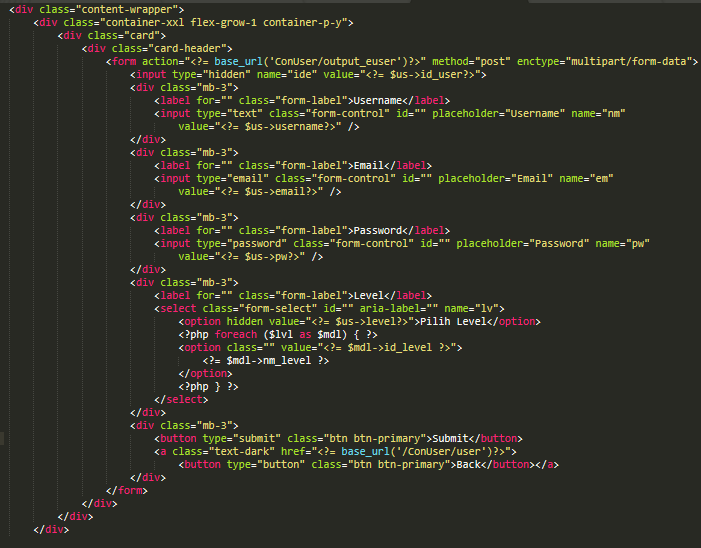 <div class="content-wrapper">
<div class="container-xxl flex-grow-1 container-p-y">
<div class="card">
<div class="card-header">
<form action="<?= base_url('ConUser/output_euser')?>" method="post" enctype="multipart/form-data">
<input type="hidden" name="ide" value="<?= $us->id_user?>">
<div class="mb-3">
<label for="" class="form-label">Username</label>
<input type="text" class="form-control" id="" placeholder="Username" name="nm"
value="<?= $us->username?>" />
</div>
<div class="mb-3">
<label for="" class="form-label">Email</label>
<input type="email" class="form-control" id="" placeholder="Email" name="em"
value="<?= $us->email?>" />
</div>
<div class="mb-3">
<label for="" class="form-label">Password</label>
<input type="password" class="form-control" id="" placeholder="Password" name="pw"
value="<?= $us->pw?>" />
</div>
<div class="mb-3">
<label for="" class="form-label">Level</label>
<select class="form-select" id="" aria-label="" name="lv">
<option hidden value="<?= $us->level?>">Pilih Level</option>
<?php foreach ($lvl as $mdl) { ?>
<option class="" value="<?= $mdl->id_level ?>">
<?= $mdl->nm_level ?>
</option>
<?php } ?>
</select>
</div>
<div class="mb-3">
<button type="submit" class="btn btn-primary">Submit</button>
<a class="text-dark" href="<?= base_url('/ConUser/user')?>">
<button type="button" class="btn btn-primary">Back</button></a>
</div>
</form>
</div>
</div>
</div>